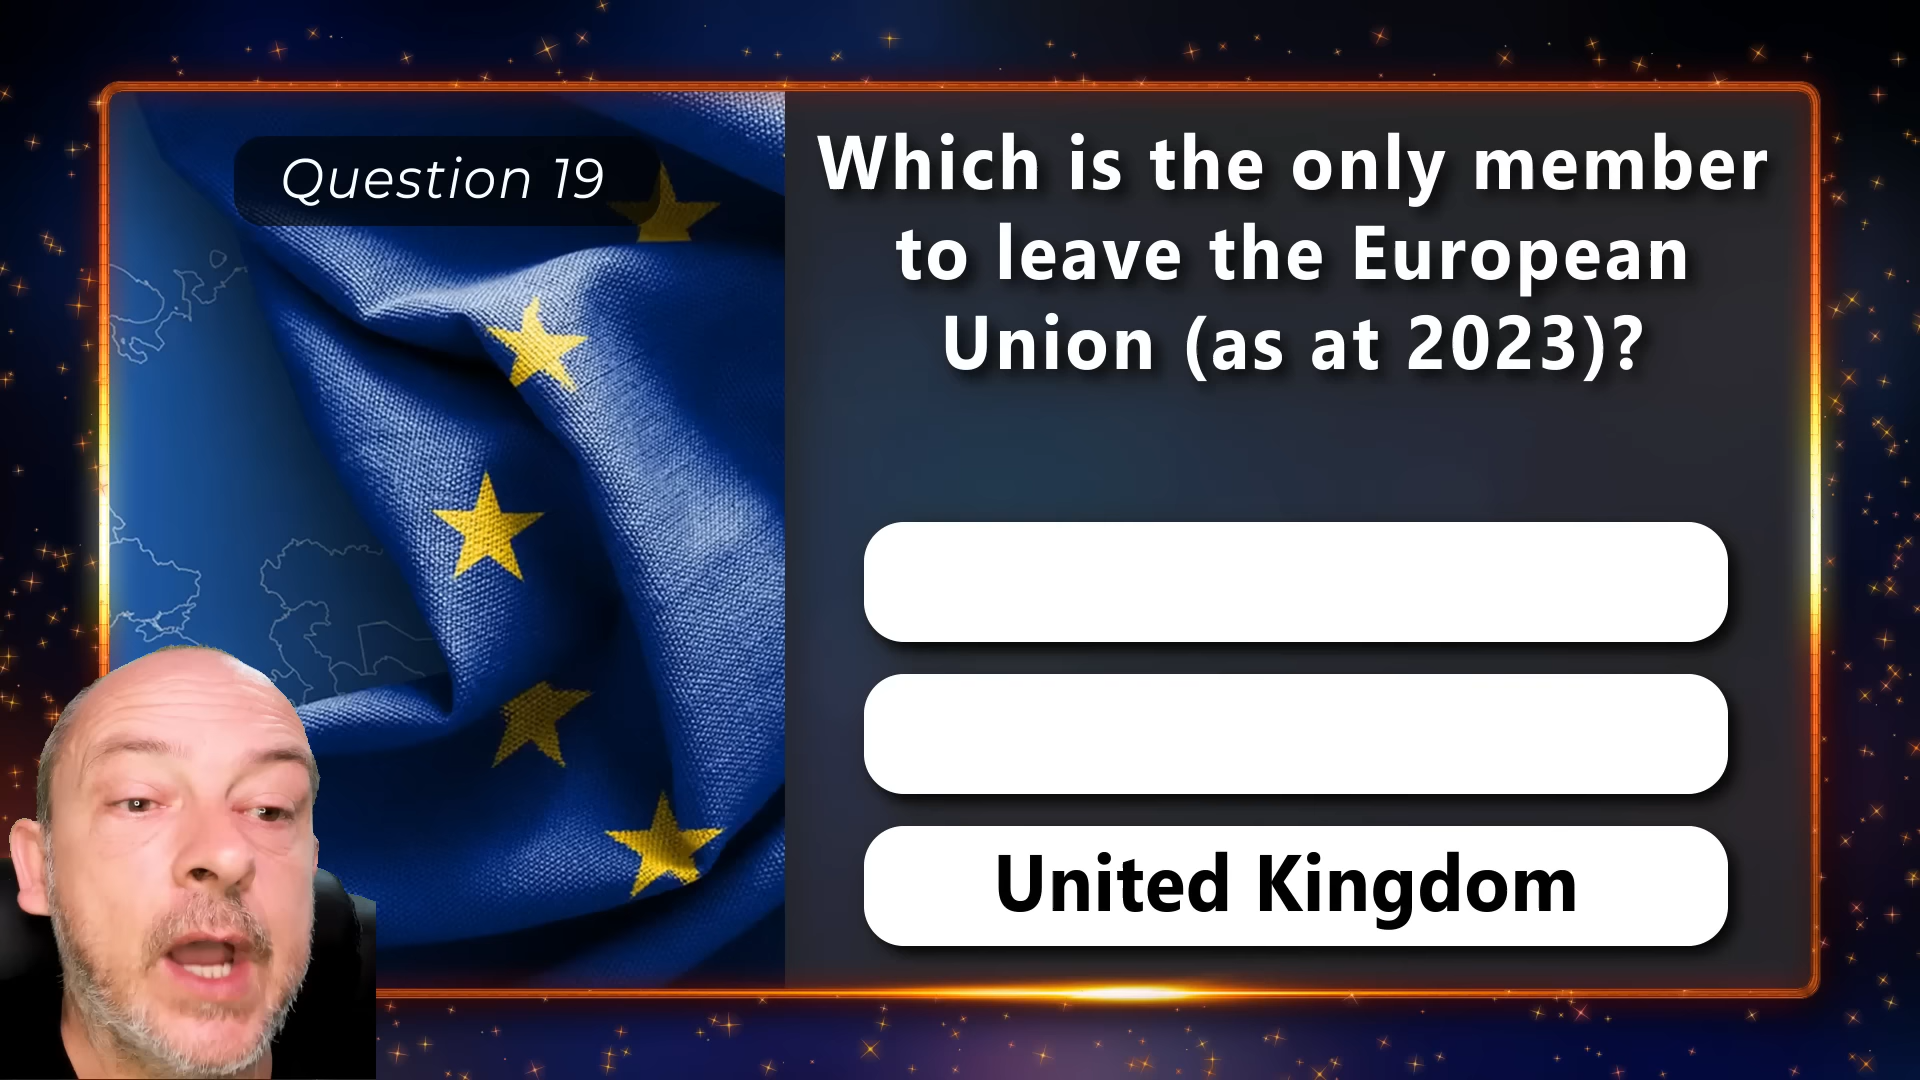 Question 19
Which is the only member
to leave the European
Union (as at 2023)?
United Kingdom